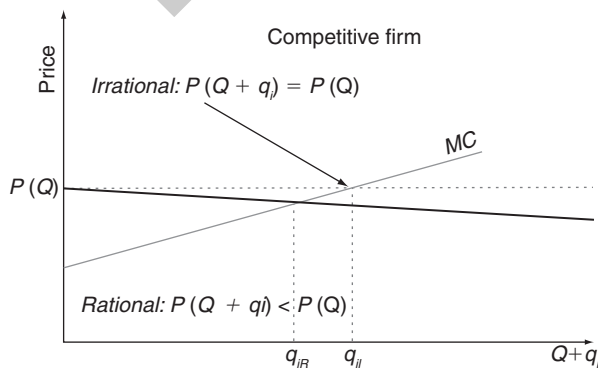 Competitive firm
Price
Irrational: P (Q + qi) = P (Q)
MC
P (Q)
Rational: P (Q + qi) < P (Q)
qiR
qiI
Q+ qi